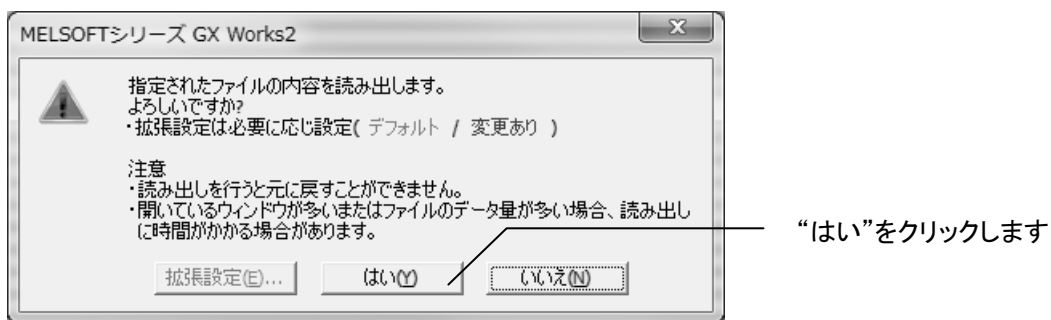 MELSOFTシリーズ GX Works2
指定されたファイルの内容を読み出します。
よろしいですか?
・拡張設定は必要に応じ設定( デフォルト / 変更あり )
注意
・読み出しを行うと元に戻すことができません。
・開いているウィンドウが多いまたはファイルのデータ量が多い場合、読み出し
に時間がかかる場合があります。
“はい”をクリックします
拡張設定(E)... はい(Y) いいえ(N)